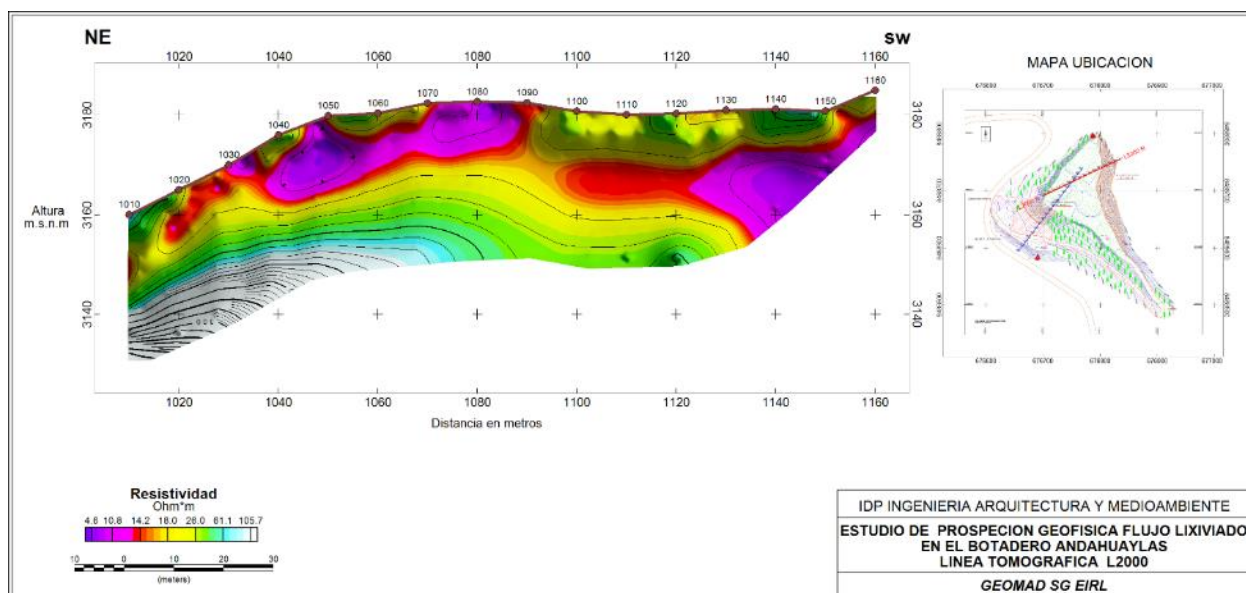 NE
SW
1020 1040 1060 1080 1100 1120 1140 1160
1010 1020 1030 1040 1050 1060 1070 1080 1090 1100 1110 1120 1130 1140 1150 1160
3180 3180
Altura
m.s.n.m
3160 3160
3140 3140
1020 1040 1060 1080 1100 1120 1140 1160
Distancia en metros
MAPA UBICACION
Resistividad
Ohm*m
4.6 10.8 14.2 18.0 26.0 61.1 105.7
10 0 10 20 30
(meters)
IDP INGENIERIA ARQUITECTURA Y MEDIOAMBIENTE
ESTUDIO DE PROSPECION GEOFISICA FLUJO LIXIVIADO
EN EL BOTADERO ANDAHUAYLAS
LINEA TOMOGRAFICA L2000
GEOMAD SG EIRL